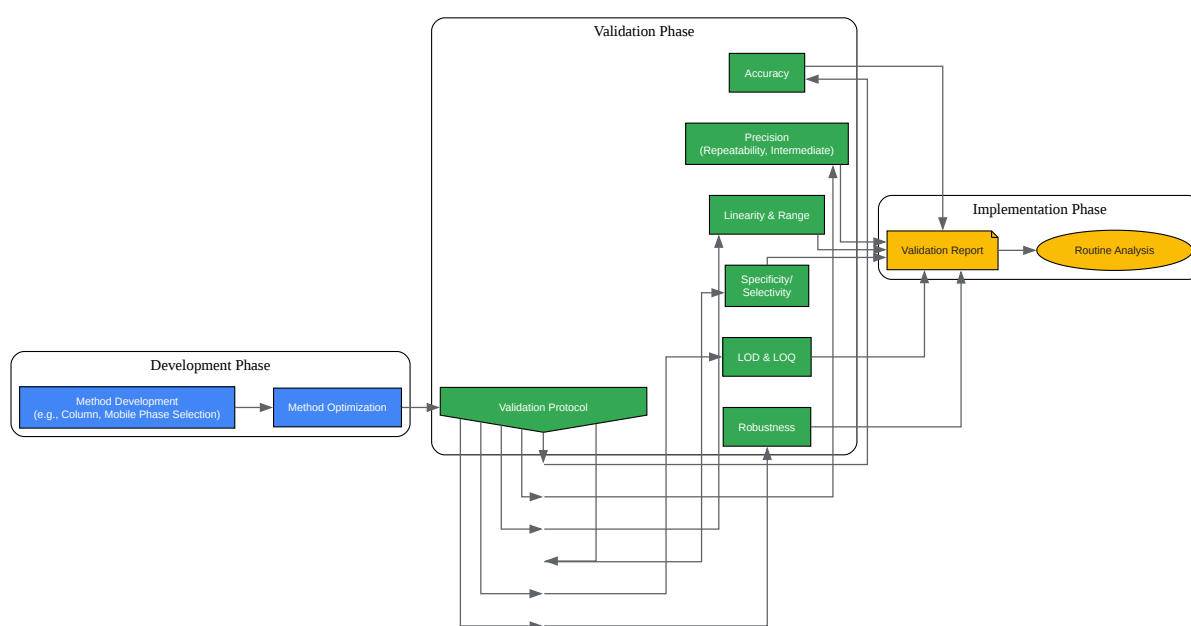 Validation Phase
Accuracy
Precision
(Repeatability, Intermediate)
Linearity & Range
Implementation Phase
Validation Report
Routine Analysis
Specificity/
Selectivity
LOD & LOQ
Development Phase
Method Development
(e.g., Column, Mobile Phase Selection)
Method Optimization
Validation Protocol
Robustness